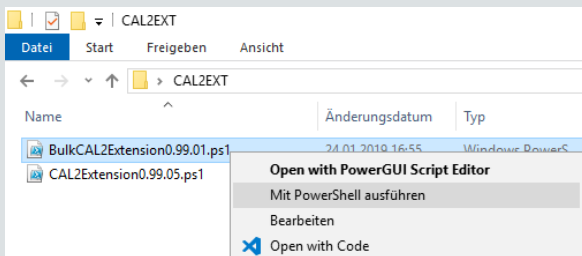 CAL2EXT
Datei Start Freigeben Ansicht
CAL2EXT
Name Änderungsdatum Typ
BulkCAL2Extension0.99.01.ps1 24.01.2019 16:55 Windows PowerS
CAL2Extension0.99.05.ps1
Open with PowerGUI Script Editor
Mit PowerShell ausführen
Bearbeiten
Open with Code